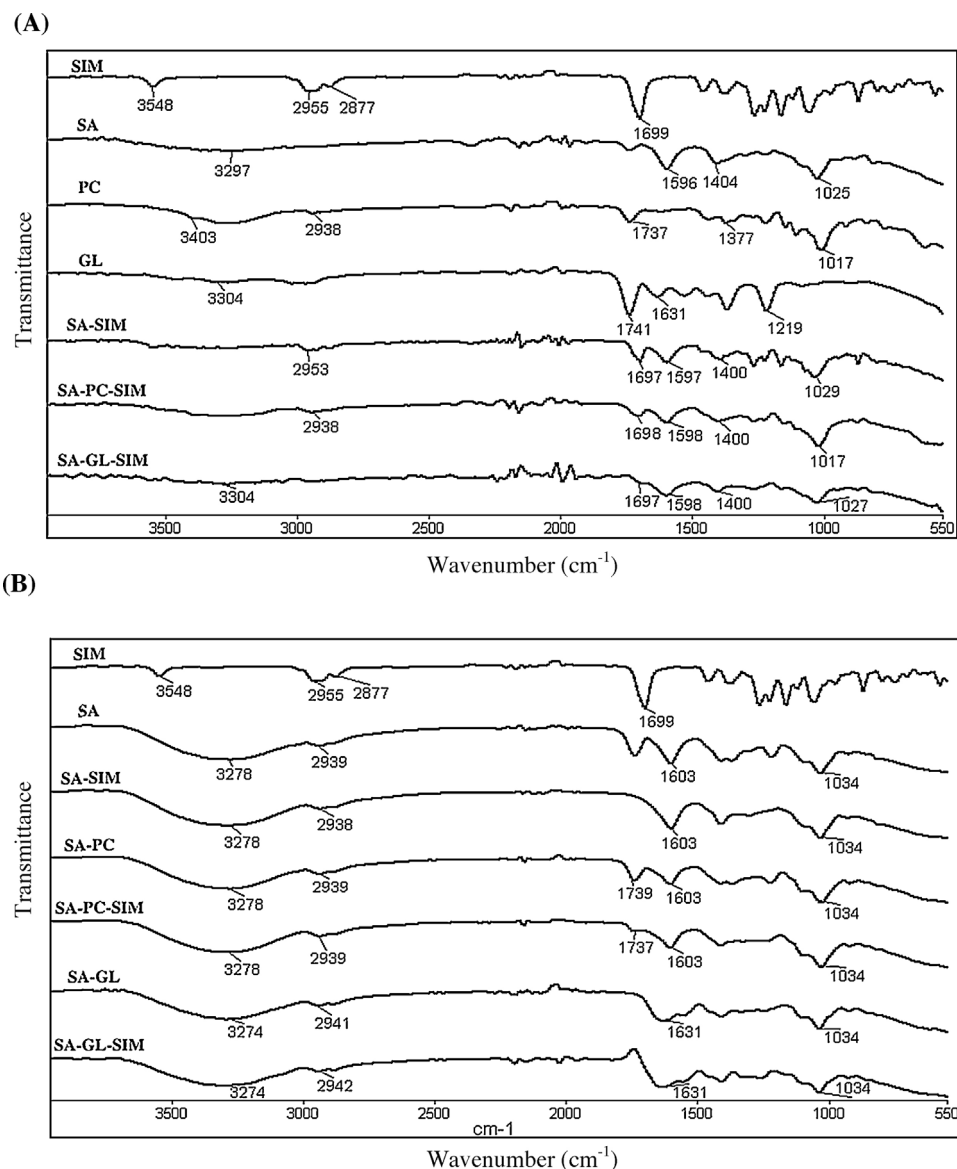 (A)
SIM
3548
2955
2877
1699
SA
3297
1596
1404
1025
PC
3403
2938
1737
1377
1017
GL
3304
1741
1631
1219
SA-SIM
2953
1697
1597
1400
1029
SA-PC-SIM
2938
1698
1598
1400
1017
SA-GL-SIM
3304
1697
1598
1400
1027
Transmittance
3500 3000 2500 2000 1500 1000 550
Wavenumber (cm-1)
(B)
SIM
3548
2955
2877
1699
SA
3278
2939
1603
1034
SA-SIM
3278
2938
1603
1034
SA-PC
3278
2939
1739
1603
1034
SA-PC-SIM
3278
2939
1737
1603
1034
SA-GL
3274
2941
1631
1034
SA-GL-SIM
3274
2942
1631
1034
Transmittance
3500 3000 2500 2000 1500 1000 550
cm-1
Wavenumber (cm-1)